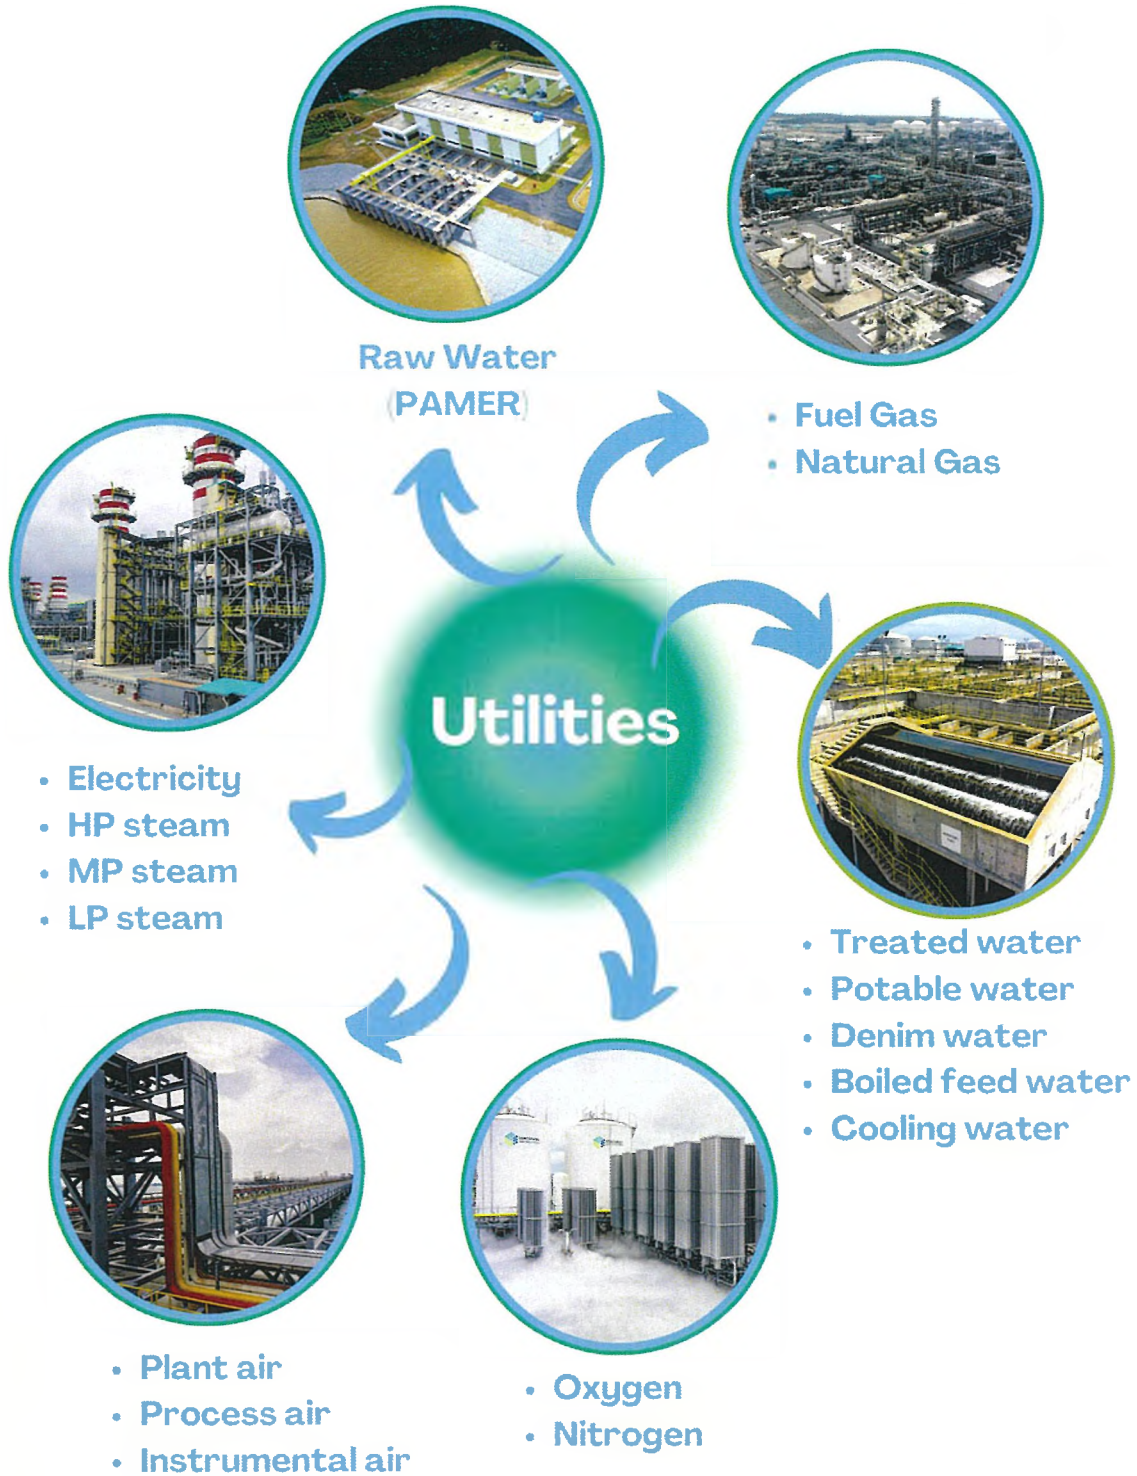 Raw Water
(PAMER)
• Fuel Gas
• Natural Gas
Utilities
• Electricity
• HP steam
• MP steam
• LP steam
• Treated water
• Potable water
• Denim water
• Boiled feed water
• Cooling water
• Plant air
• Process air
• Instrumental air
• Oxygen
• Nitrogen